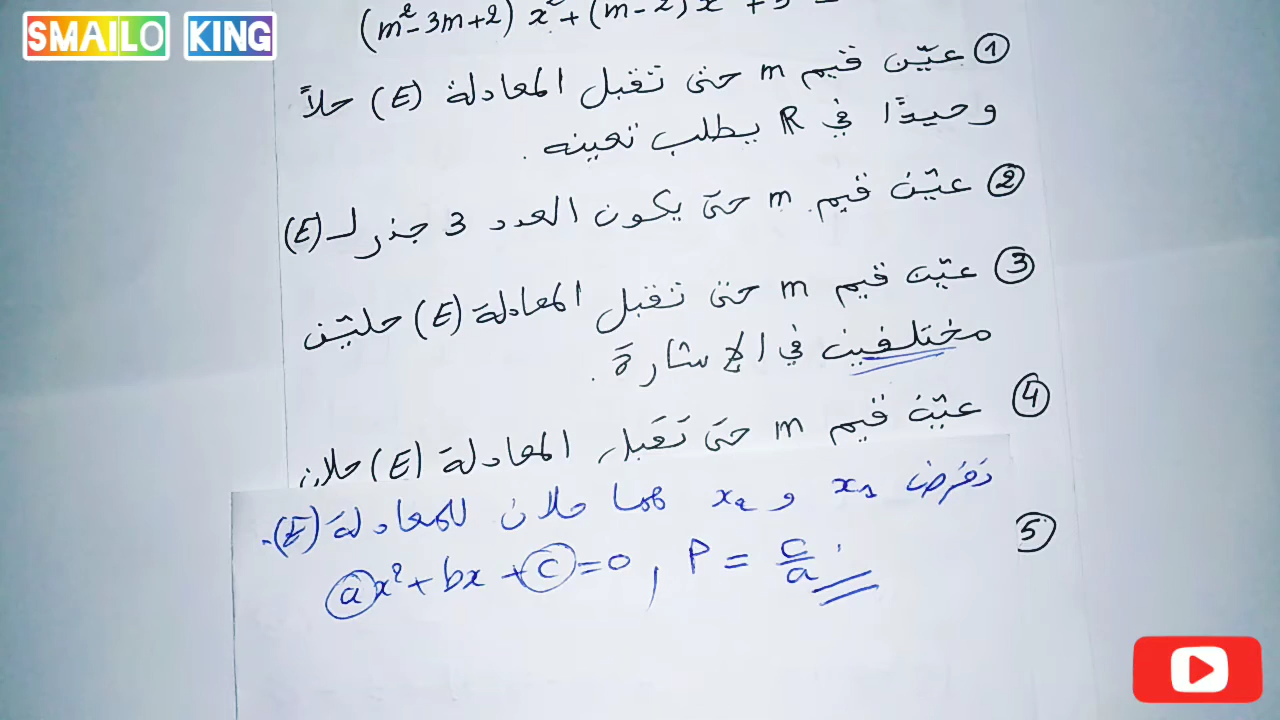 SMAILO KING
(m²-3m+2) x²+(m-2)x +
① عيّن قيم m حتى تقبل المعادلة (E) حلاً
وحيدًا في R يطلب تعينه .
② عيّن قيم m حتى يكون العدد 3 جذر لـ (E)
③ عيّن قيم m حتى تقبل المعادلة (E) حليّن
مختلفين في الإشارة .
④ عيّن قيم m حتى تقبل المعادلة (E) حلان
نفرض x₁ و x₂ هما حلان للمعادلة (E).
⑤
ax²+bx+c=0 , P = c/a .